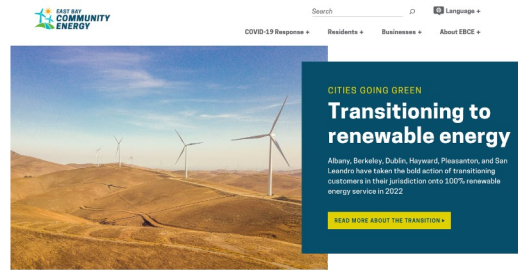 EAST BAY
COMMUNITY
ENERGY
Search
Language +
COVID-19 Response +
Residents +
Businesses +
About EBCE +
CITIES GOING GREEN
Transitioning to
renewable energy
Albany, Berkeley, Dublin, Hayward, Pleasanton, and San
Leandro have taken the bold action of transitioning
customers in their jurisdiction onto 100% renewable
energy service in 2022
READ MORE ABOUT THE TRANSITION